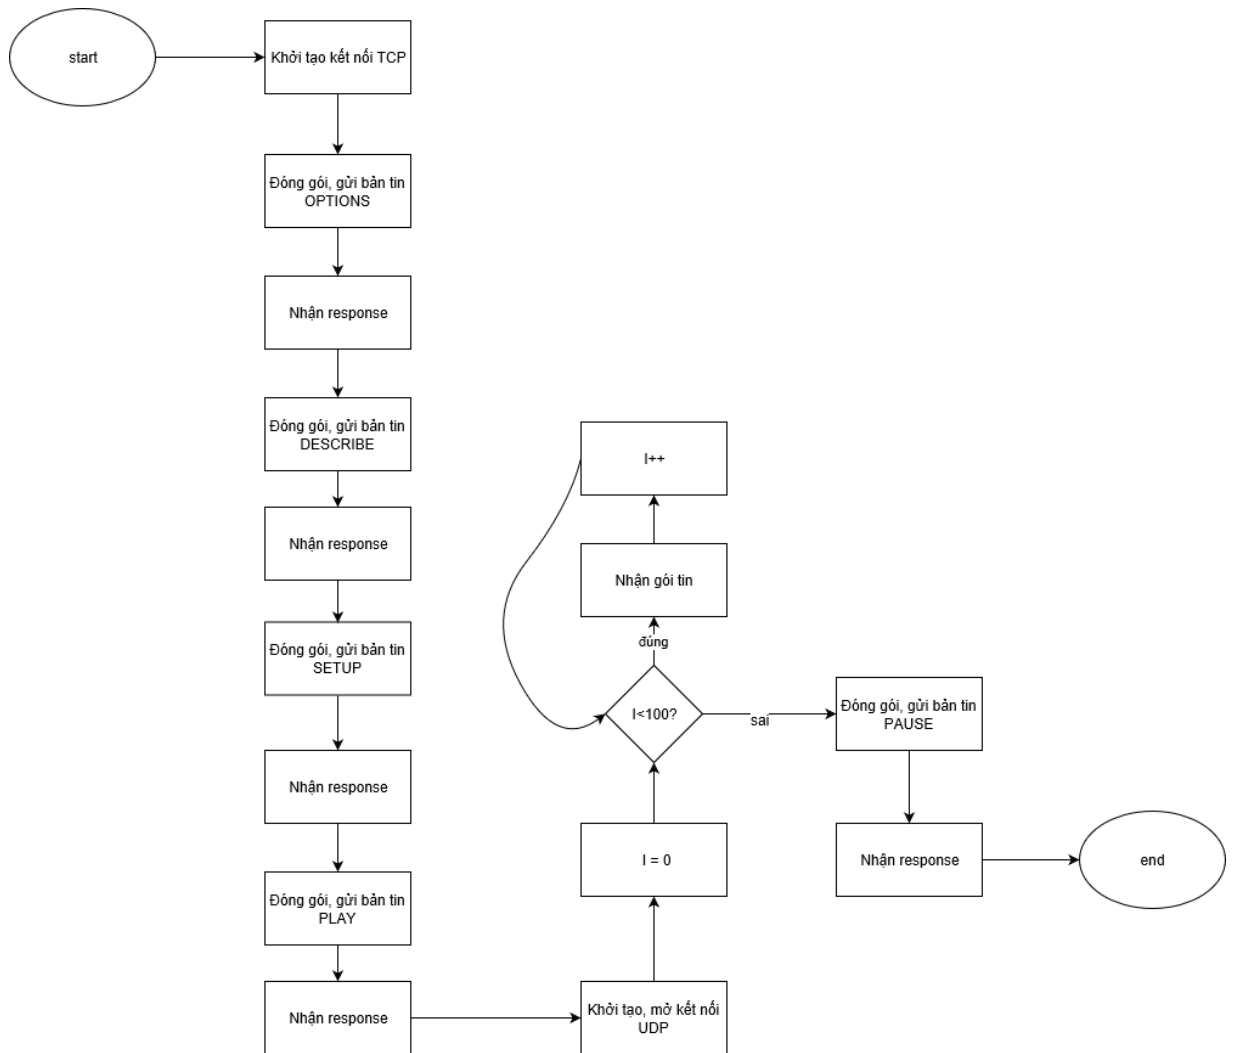 start
Khởi tạo kết nối TCP
Đóng gói, gửi bản tin
OPTIONS
Nhận response
Đóng gói, gửi bản tin
DESCRIBE
Nhận response
Đóng gói, gửi bản tin
SETUP
Nhận response
Đóng gói, gửi bản tin
PLAY
Nhận response
Khởi tạo, mở kết nối
UDP
I = 0
I<100?
đúng
Nhận gói tin
I++
sai
Đóng gói, gửi bản tin
PAUSE
Nhận response
end